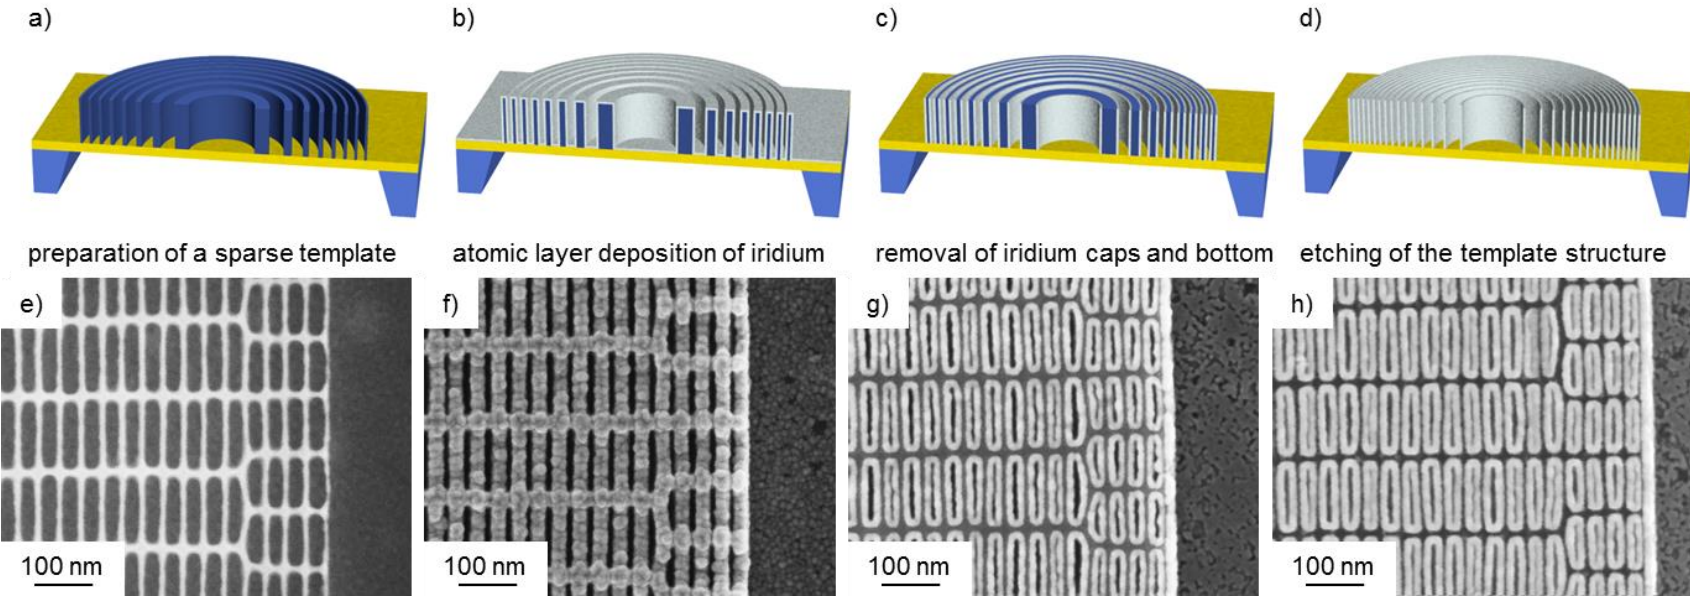 a)
b)
c)
d)
preparation of a sparse template
atomic layer deposition of iridium
removal of iridium caps and bottom
etching of the template structure
e)
f)
g)
h)
100 nm
100 nm
100 nm
100 nm